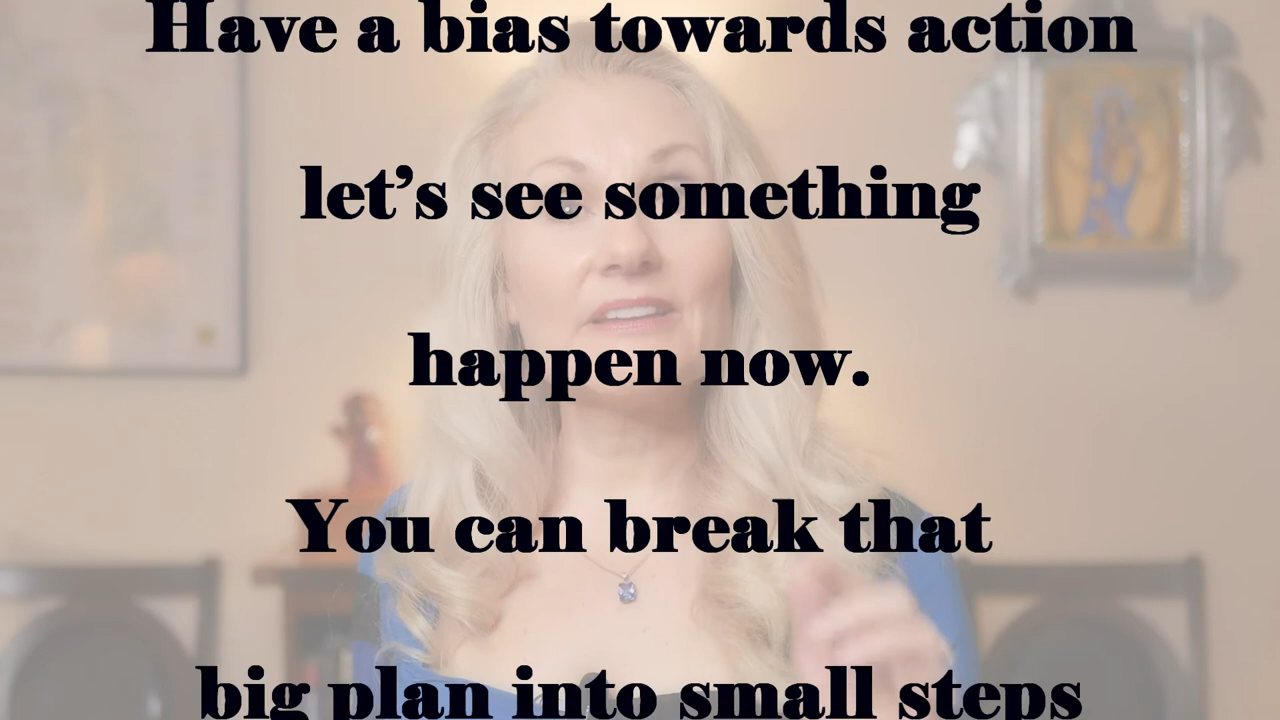 Have a bias towards action
let’s see something
happen now.
You can break that
big plan into small steps